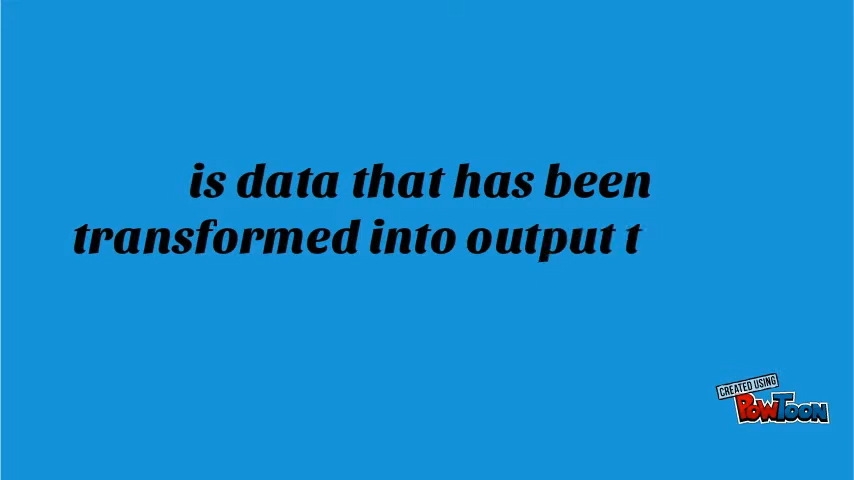 is data that has been
transformed into output t
CREATED USING
POWTOON